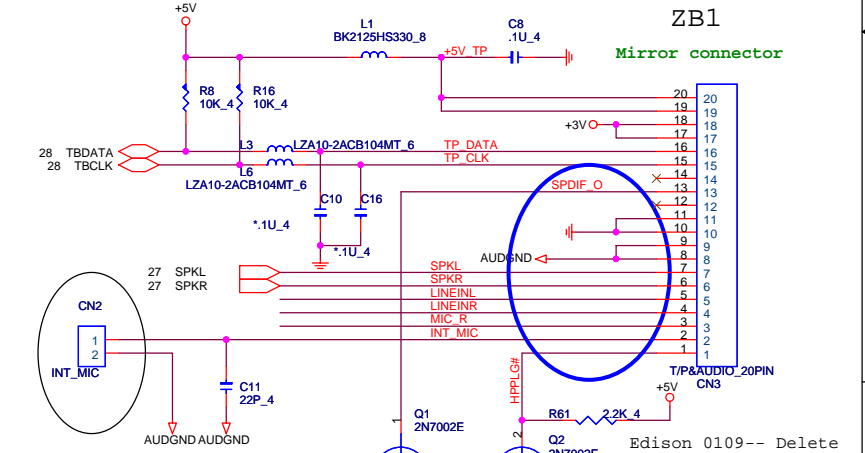 +5V
ZB1
Mirror connector
L1
BK2125HS330_8
C8
.1U_4
+5V_TP
R8
10K_4
R16
10K_4
20 20
19 19
+3V 18 18
17 17
28 TBDATA L3 LZA10-2ACB104MT_6 TP_DATA 16 16
28 TBCLK L6 TP_CLK 15 15
LZA10-2ACB104MT_6
14 14
SPDIF_O 13 13
C10 C16
12 12
*.1U_4
11 11
10 10
*.1U_4
9 9
AUDGND 8 8
27 SPKL SPKL 7 7
27 SPKR SPKR 6 6
LINEINL 5 5
LINEINR 4 4
MIC_R 3 3
INT_MIC 2 2
1 1
CN2
1
2
INT_MIC
T/P&AUDIO_20PIN
CN3
C11
22P_4
HPPLG#
+5V
R61 2.2K_4
AUDGND AUDGND
1
Q1
2N7002E
2
Q2
2N7002E
Edison 0109-- Delete